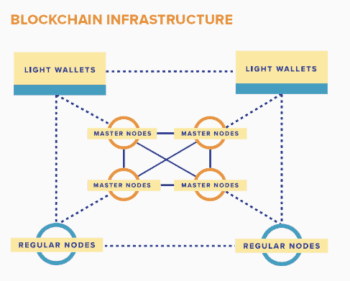 BLOCKCHAIN INFRASTRUCTURE
LIGHT WALLETS
LIGHT WALLETS
MASTER NODES
MASTER NODES
MASTER NODES
MASTER NODES
REGULAR NODES
REGULAR NODES